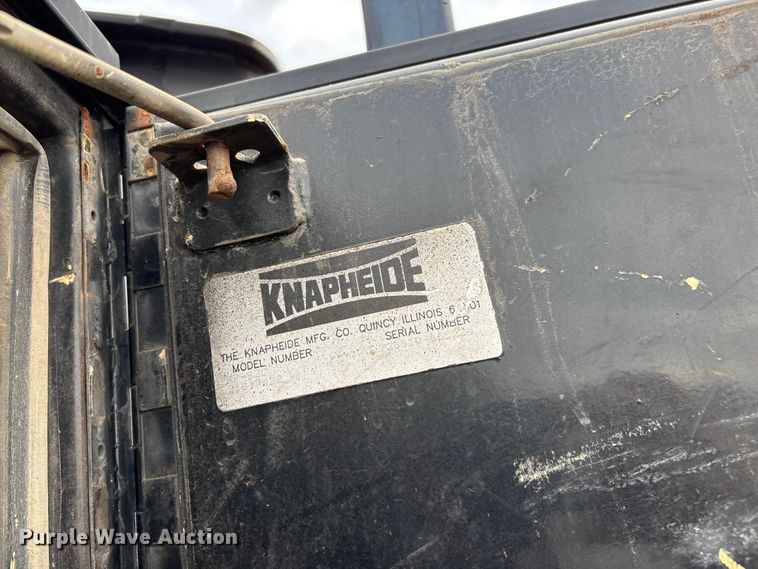 KNAPHEIDE
THE KNAPHEIDE MFG. CO. QUINCY ILLINOIS
MODEL NUMBER SERIAL NUMBER
Purple Wave Auction